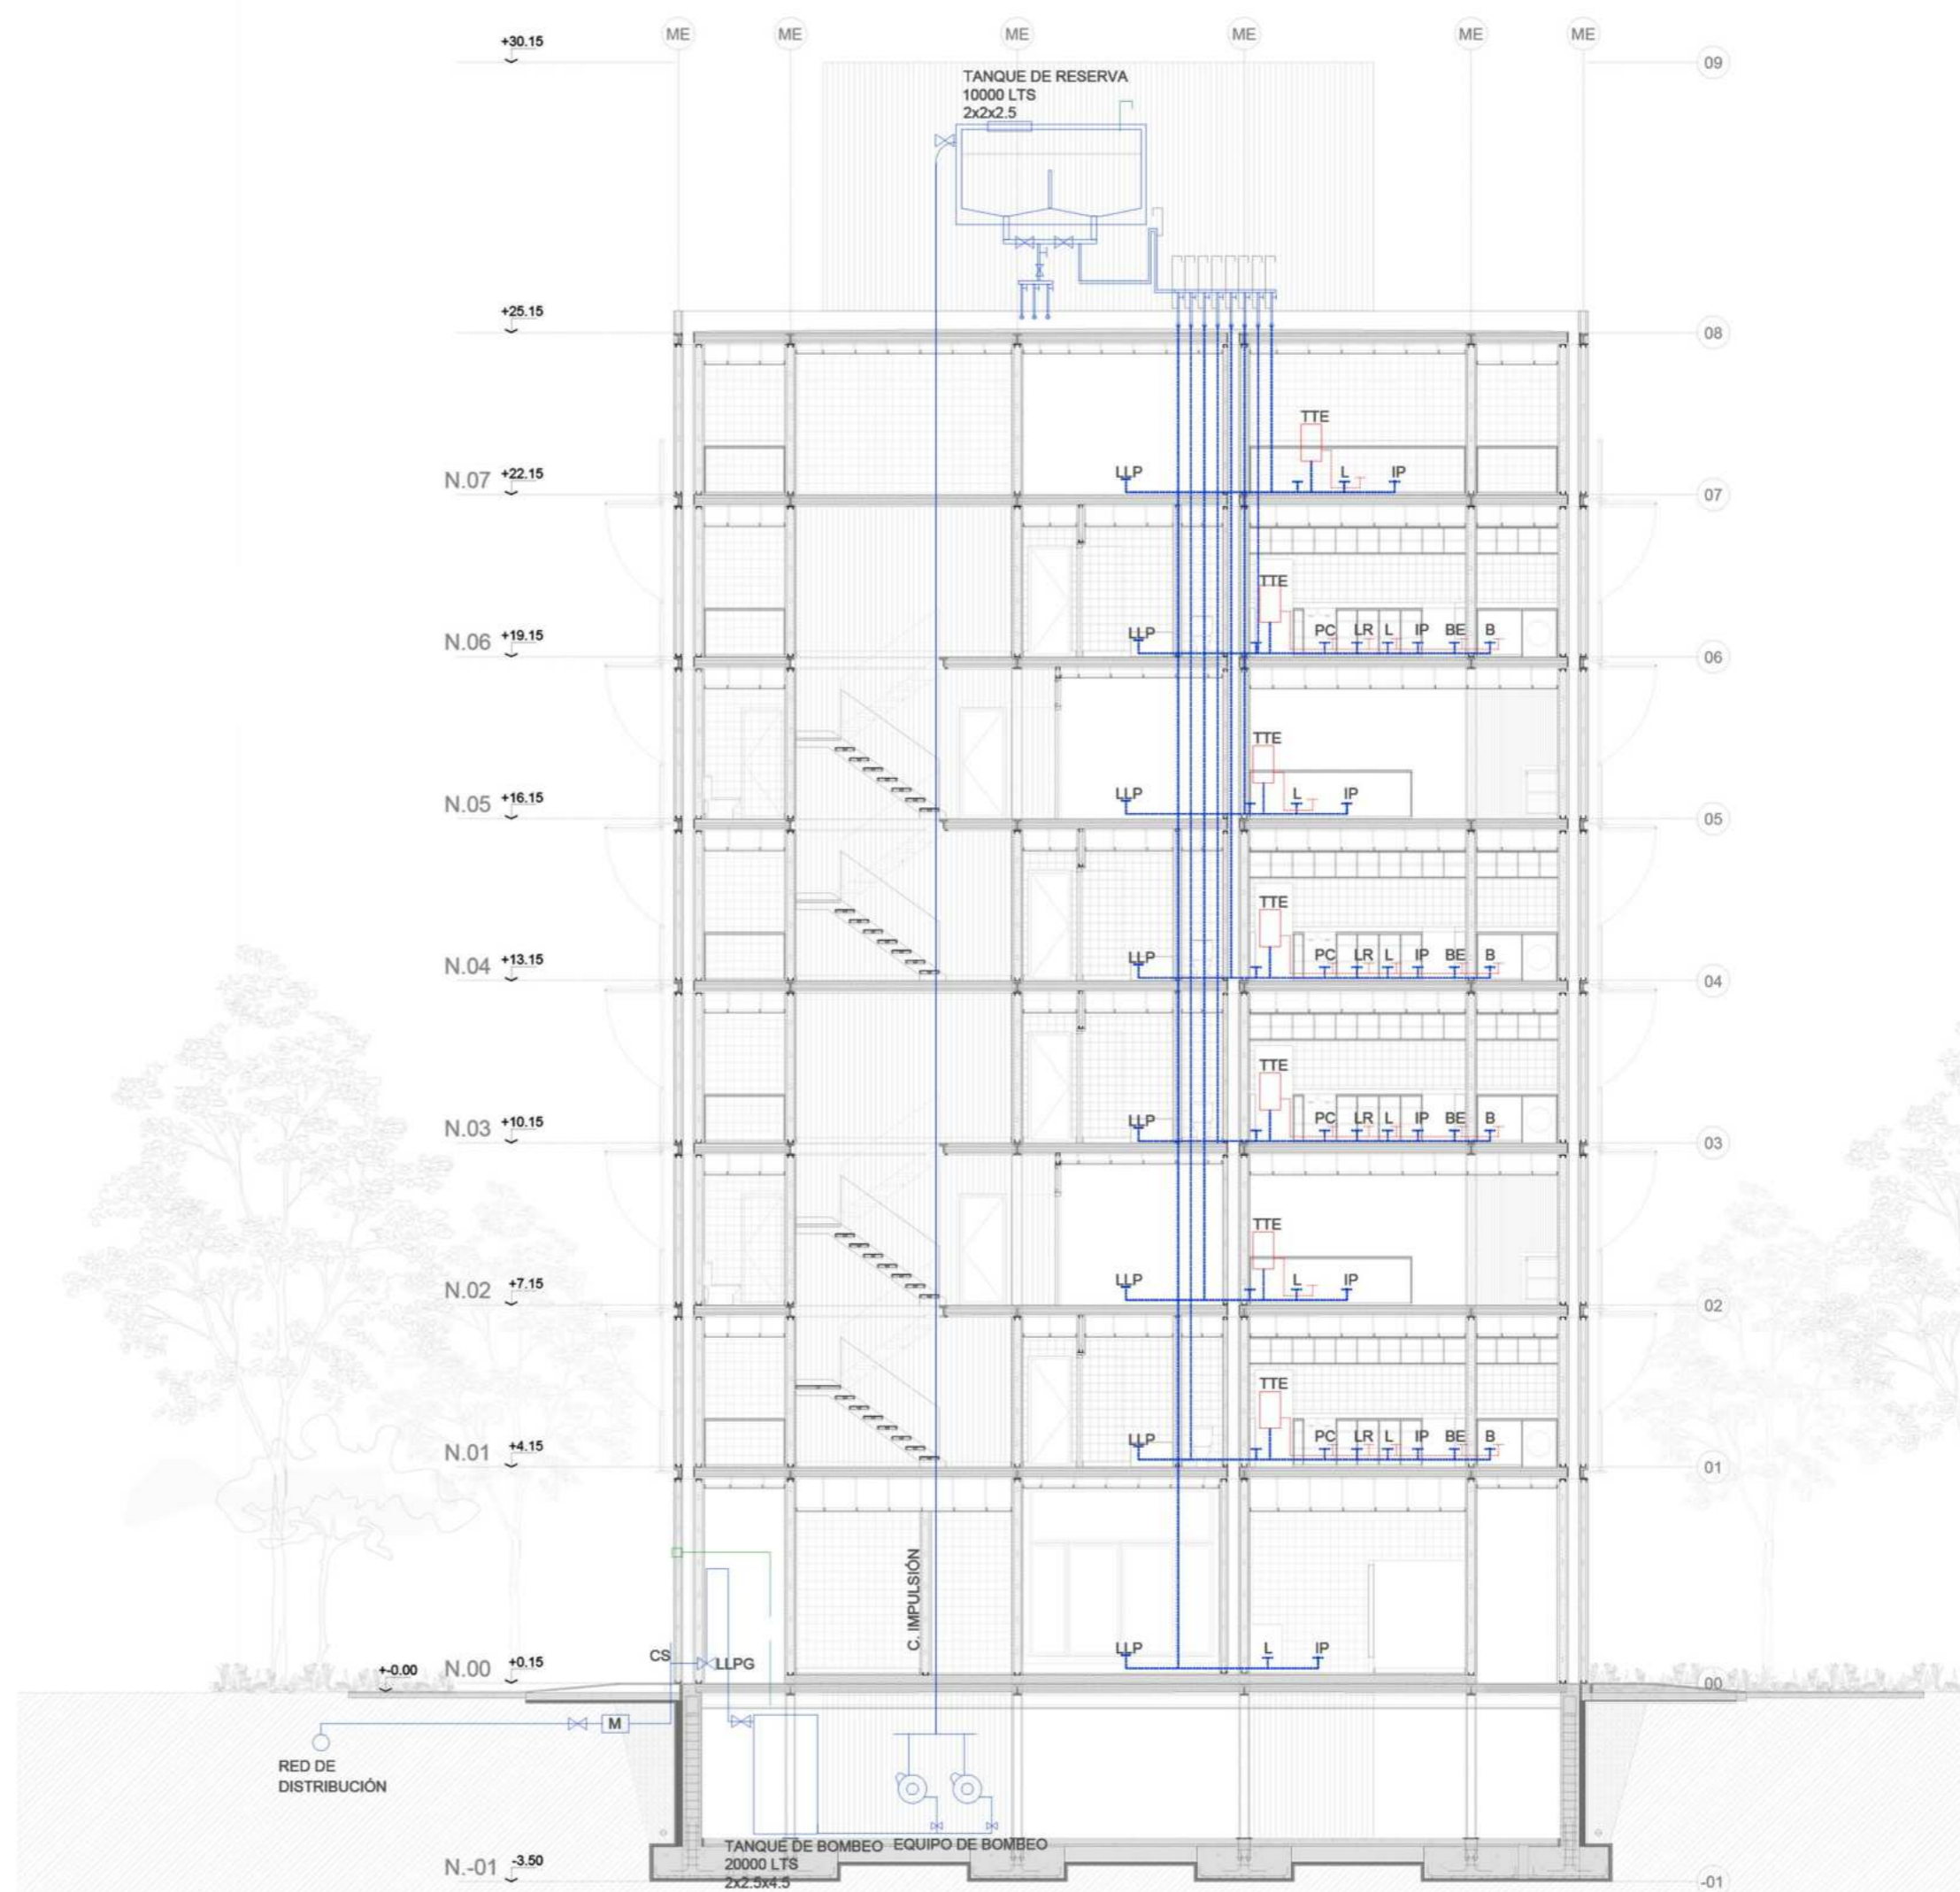 ME ME ME ME ME ME
+30.15
09
TANQUE DE RESERVA
10000 LTS
2x2x2.5
+25.15
08
TTE
LLP L IP
N.07 +22.15
07
TTE
LLP PC LR L IP BE B
N.06 +19.15
06
TTE
LLP L IP
N.05 +16.15
05
TTE
LLP PC LR L IP BE B
N.04 +13.15
04
TTE
LLP PC LR L IP BE B
N.03 +10.15
03
TTE
LLP L IP
N.02 +7.15
02
TTE
LLP PC LR L IP BE B
N.01 +4.15
01
C. IMPULSIÓN
LLP L IP
CS LLPG
+-0.00 N.00 +0.15
00
M
RED DE
DISTRIBUCIÓN
TANQUE DE BOMBEO EQUIPO DE BOMBEO
20000 LTS
2x2.5x4.5
N.-01 -3.50
-01